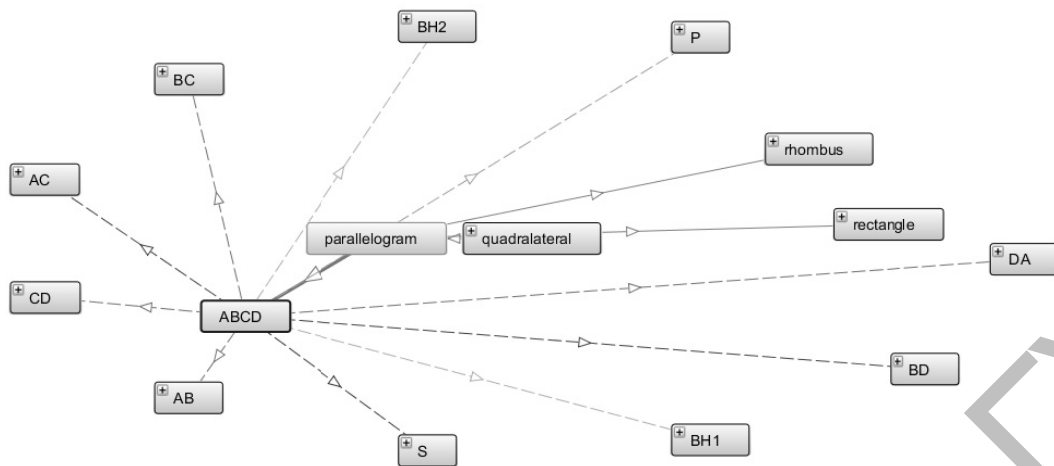 BH2
P
BC
rhombus
AC
rectangle
parallelogram
quadralateral
DA
CD
ABCD
BD
AB
BH1
S